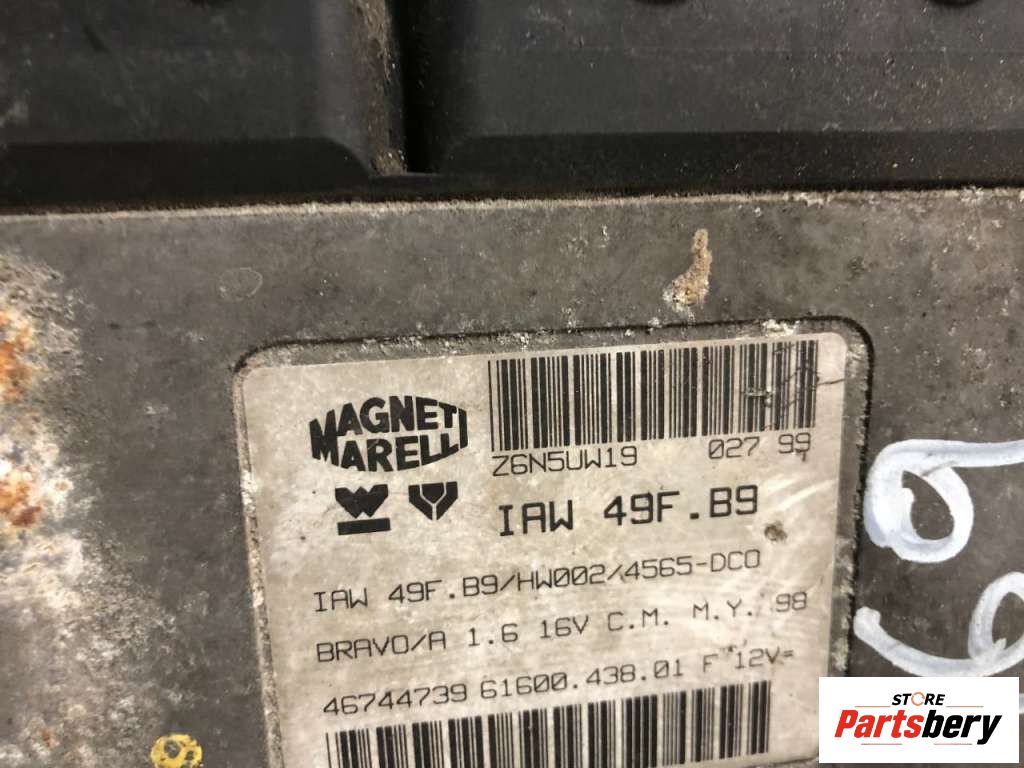 MAGNETI
MARELLI
Z6N5UW19 027 99
IAW 49F.B9
IAW 49F.B9/HW002/4565-DCO
BRAVO/A 1.6 16V C.M. M.Y. 98
46744739 61600.438.01 F 12V=
69
STORE
Partsbery